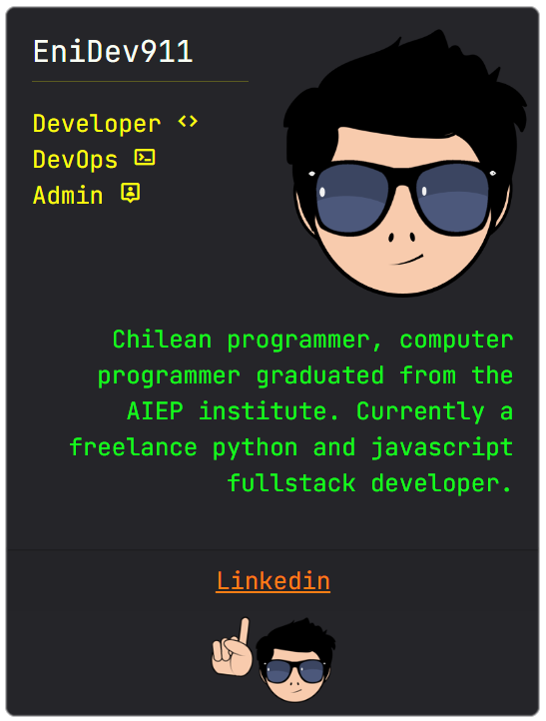 EniDev911
Developer <>
DevOps
Admin
Chilean programmer, computer
programmer graduated from the
AIEP institute. Currently a
freelance python and javascript
fullstack developer.
Linkedin